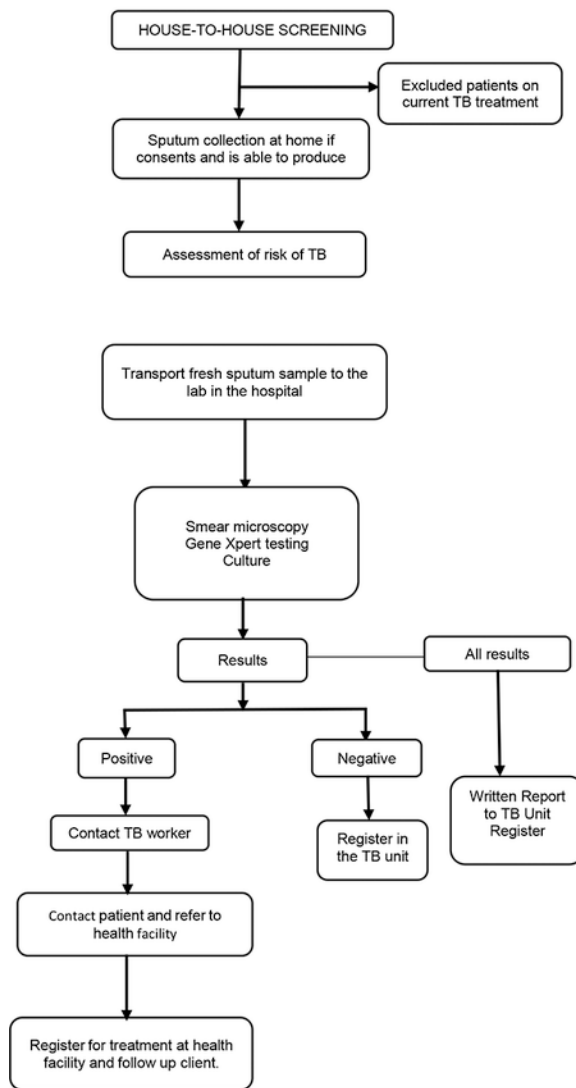 HOUSE-TO-HOUSE SCREENING
Excluded patients on
current TB treatment
Sputum collection at home if
consents and is able to produce
Assessment of risk of TB
Transport fresh sputum sample to the
lab in the hospital
Smear microscopy
Gene Xpert testing
Culture
Results
All results
Positive
Negative
Written Report
to TB Unit
Register
Contact TB worker
Register in
the TB unit
Contact patient and refer to
health facility
Register for treatment at health
facility and follow up client.